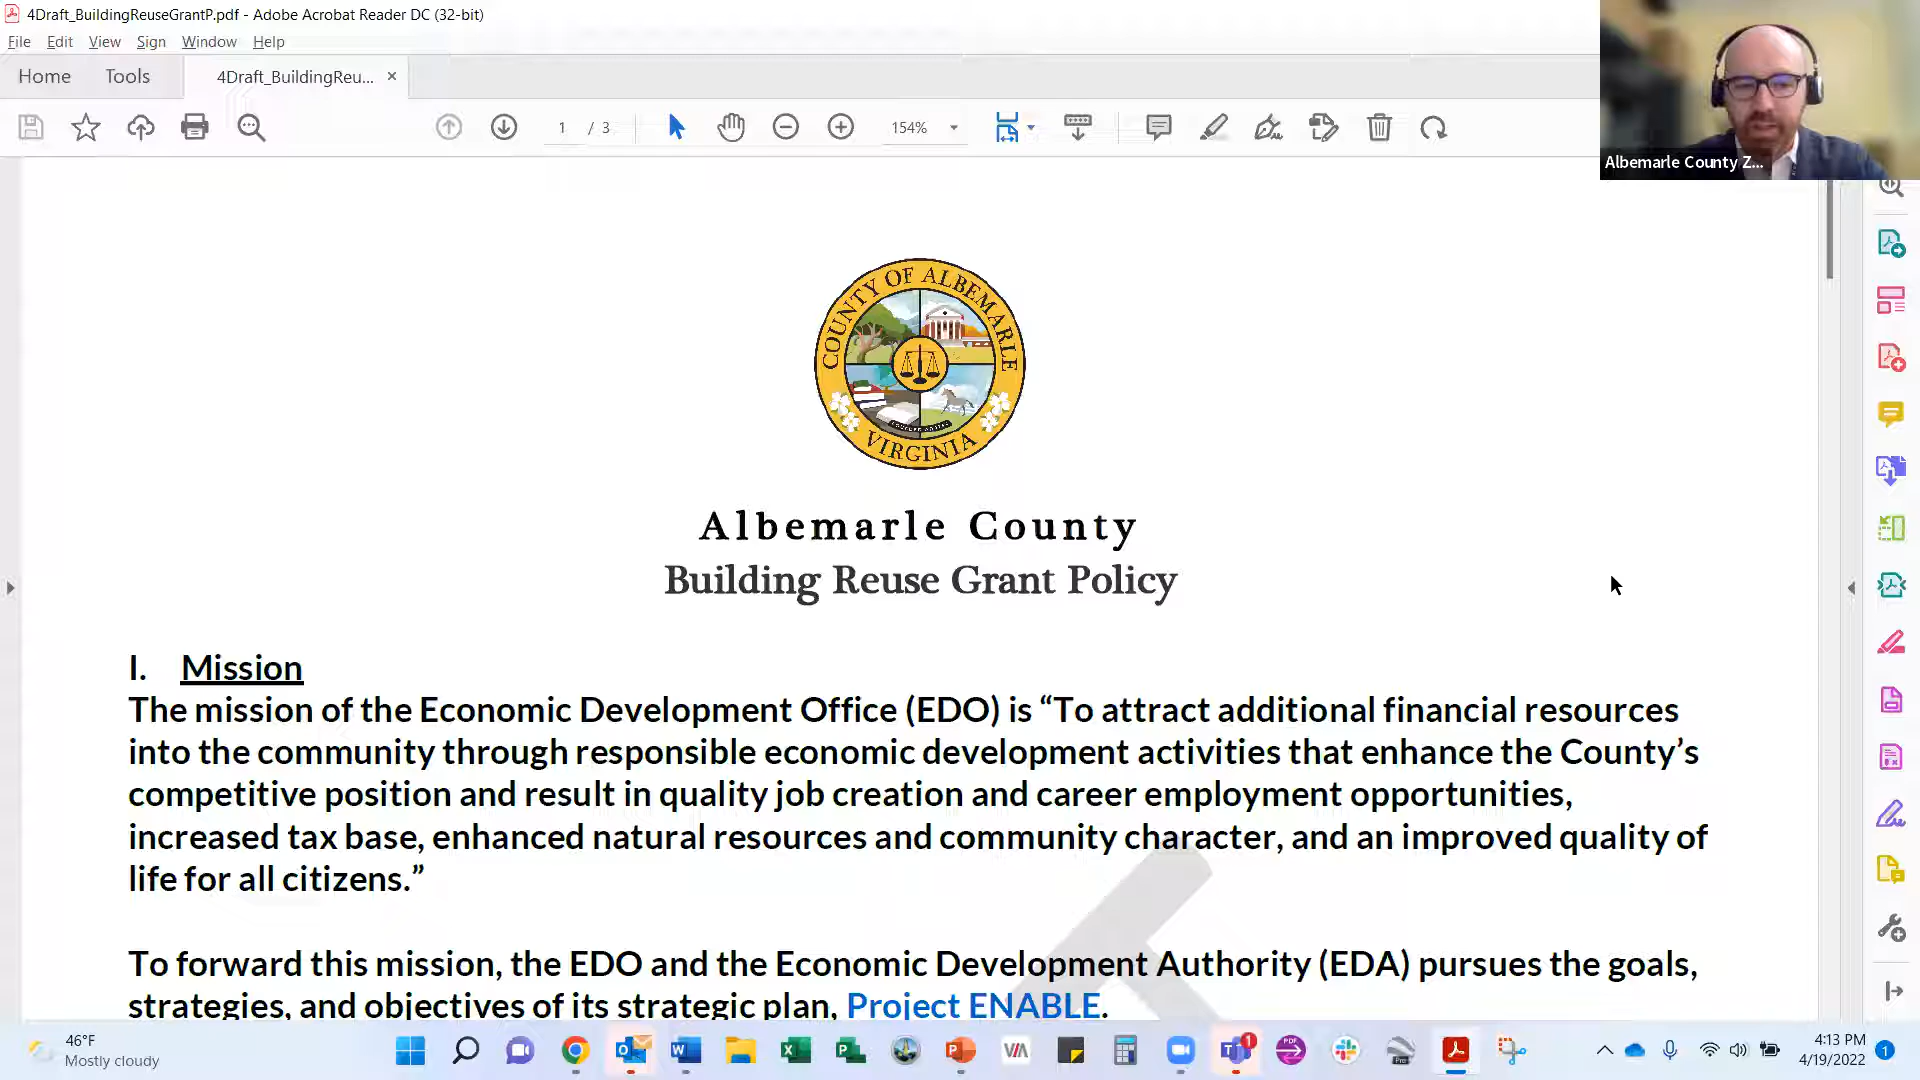 4Draft_BuildingReuseGrantP.pdf - Adobe Acrobat Reader DC (32-bit)
File Edit View Sign Window Help
Home Tools 4Draft_BuildingReu... ×
1 / 3 154%
Albemarle County Z...
COUNTY OF ALBEMARLE
VIRGINIA
Albemarle County
Building Reuse Grant Policy
I. Mission
The mission of the Economic Development Office (EDO) is “To attract additional financial resources
into the community through responsible economic development activities that enhance the County’s
competitive position and result in quality job creation and career employment opportunities,
increased tax base, enhanced natural resources and community character, and an improved quality of
life for all citizens.”
To forward this mission, the EDO and the Economic Development Authority (EDA) pursues the goals,
strategies, and objectives of its strategic plan, Project ENABLE.
46°F
Mostly cloudy
VIA
PDF
Pro
1
4:13 PM
4/19/2022
1